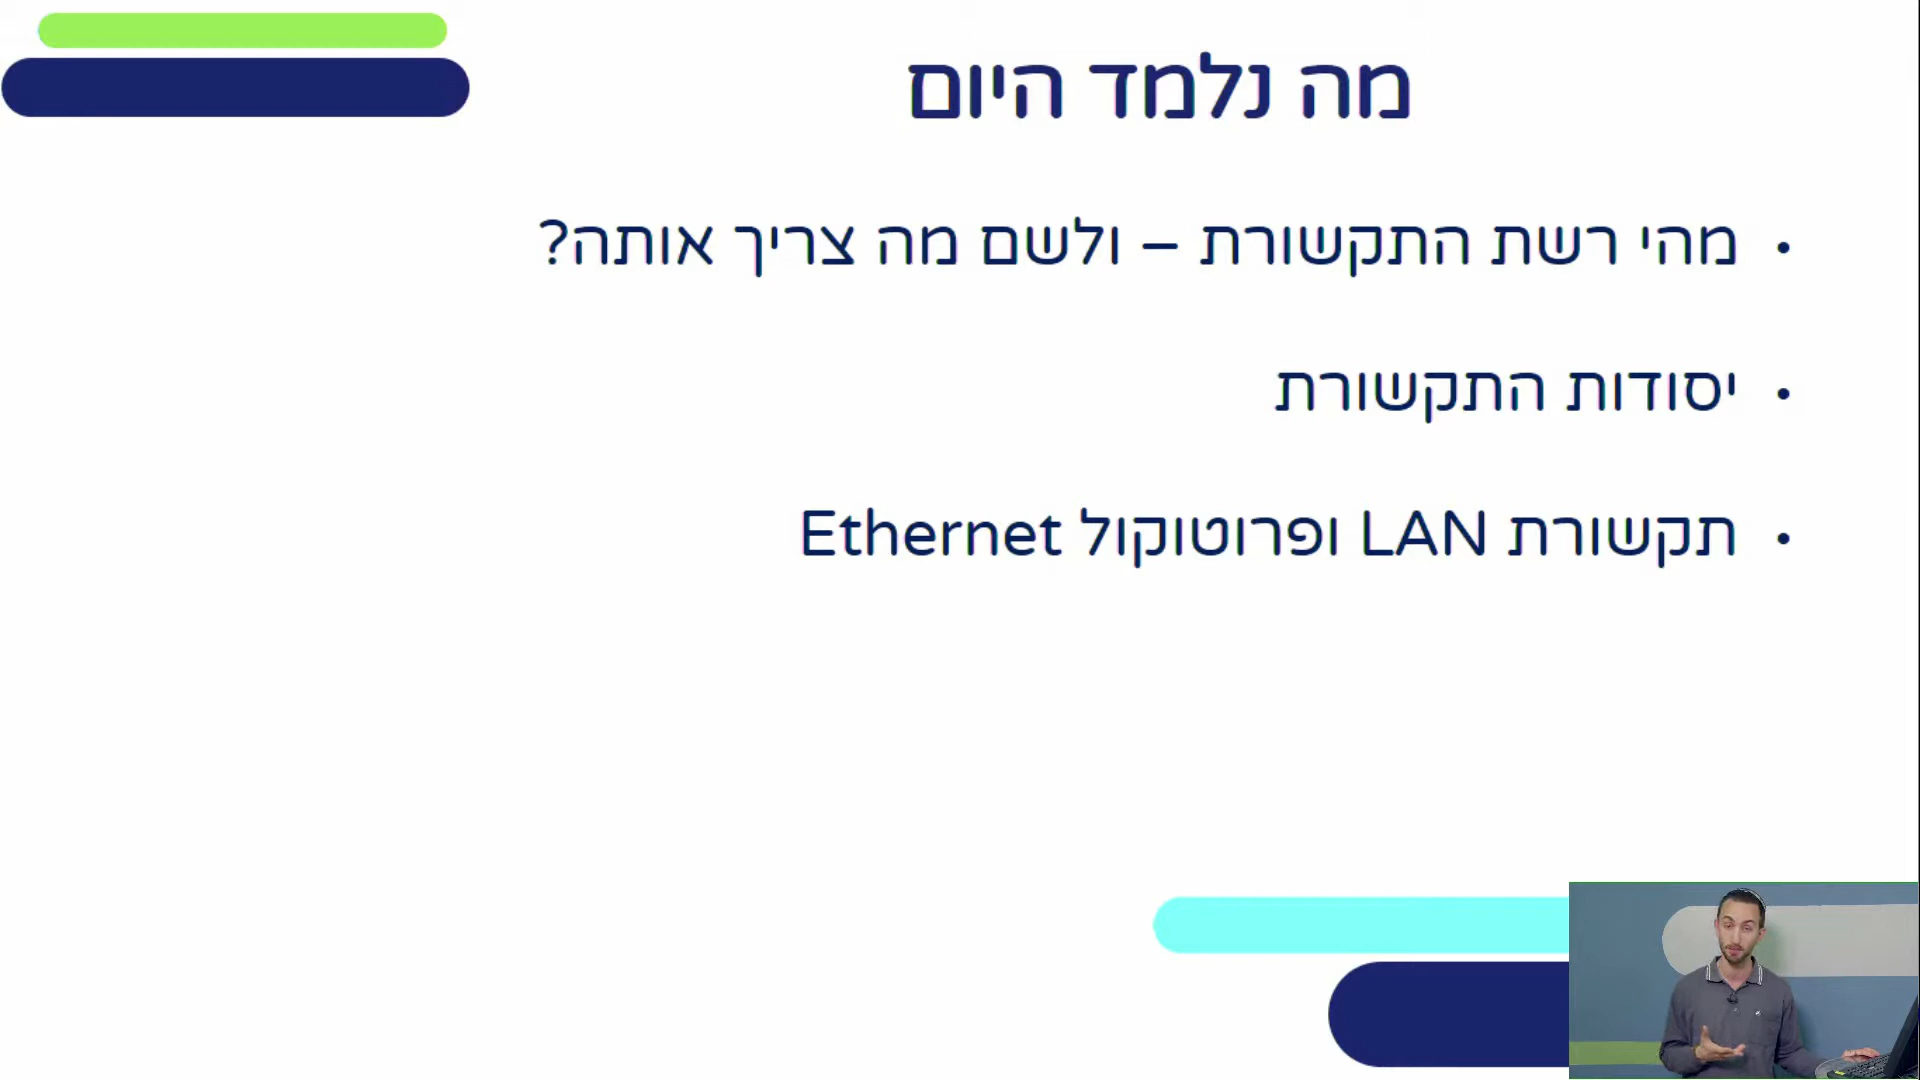 מה נלמד היום
• מהי רשת התקשורת – ולשם מה צריך אותה?
• יסודות התקשורת
• תקשורת LAN ופרוטוקול Ethernet